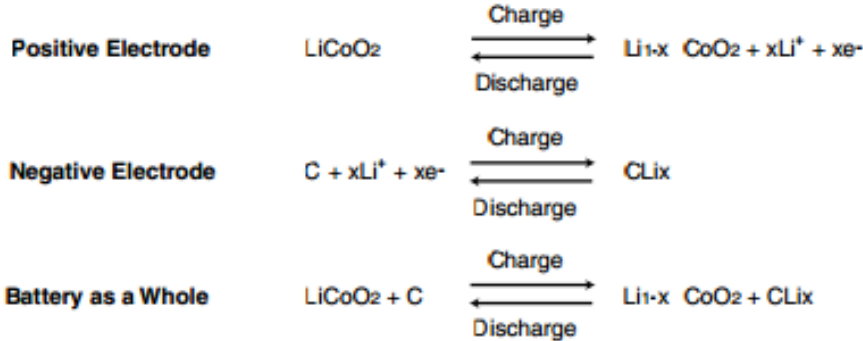 Charge
Positive Electrode LiCoO₂ Li₁-x CoO₂ + xLi⁺ + xe-
Discharge
Charge
Negative Electrode C + xLi⁺ + xe- CLix
Discharge
Charge
Battery as a Whole LiCoO₂ + C Li₁-x CoO₂ + CLix
Discharge